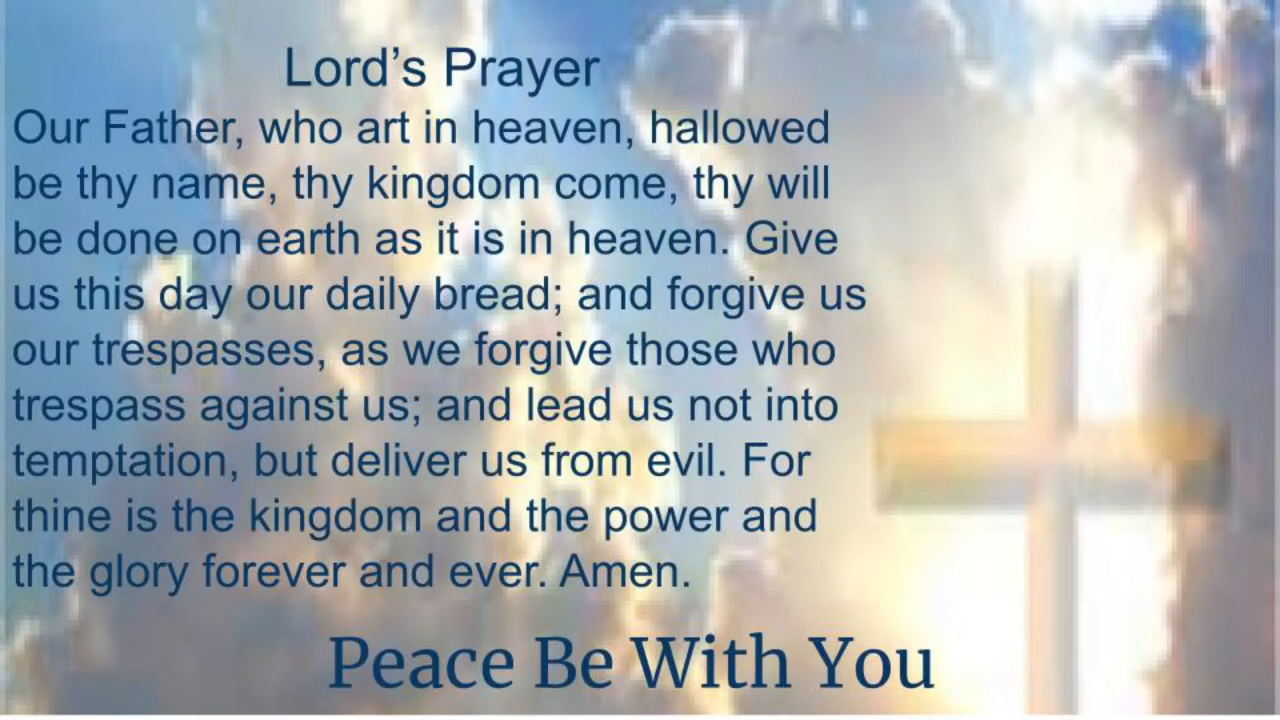 Lord’s Prayer
Our Father, who art in heaven, hallowed
be thy name, thy kingdom come, thy will
be done on earth as it is in heaven. Give
us this day our daily bread; and forgive us
our trespasses, as we forgive those who
trespass against us; and lead us not into
temptation, but deliver us from evil. For
thine is the kingdom and the power and
the glory forever and ever. Amen.
Peace Be With You